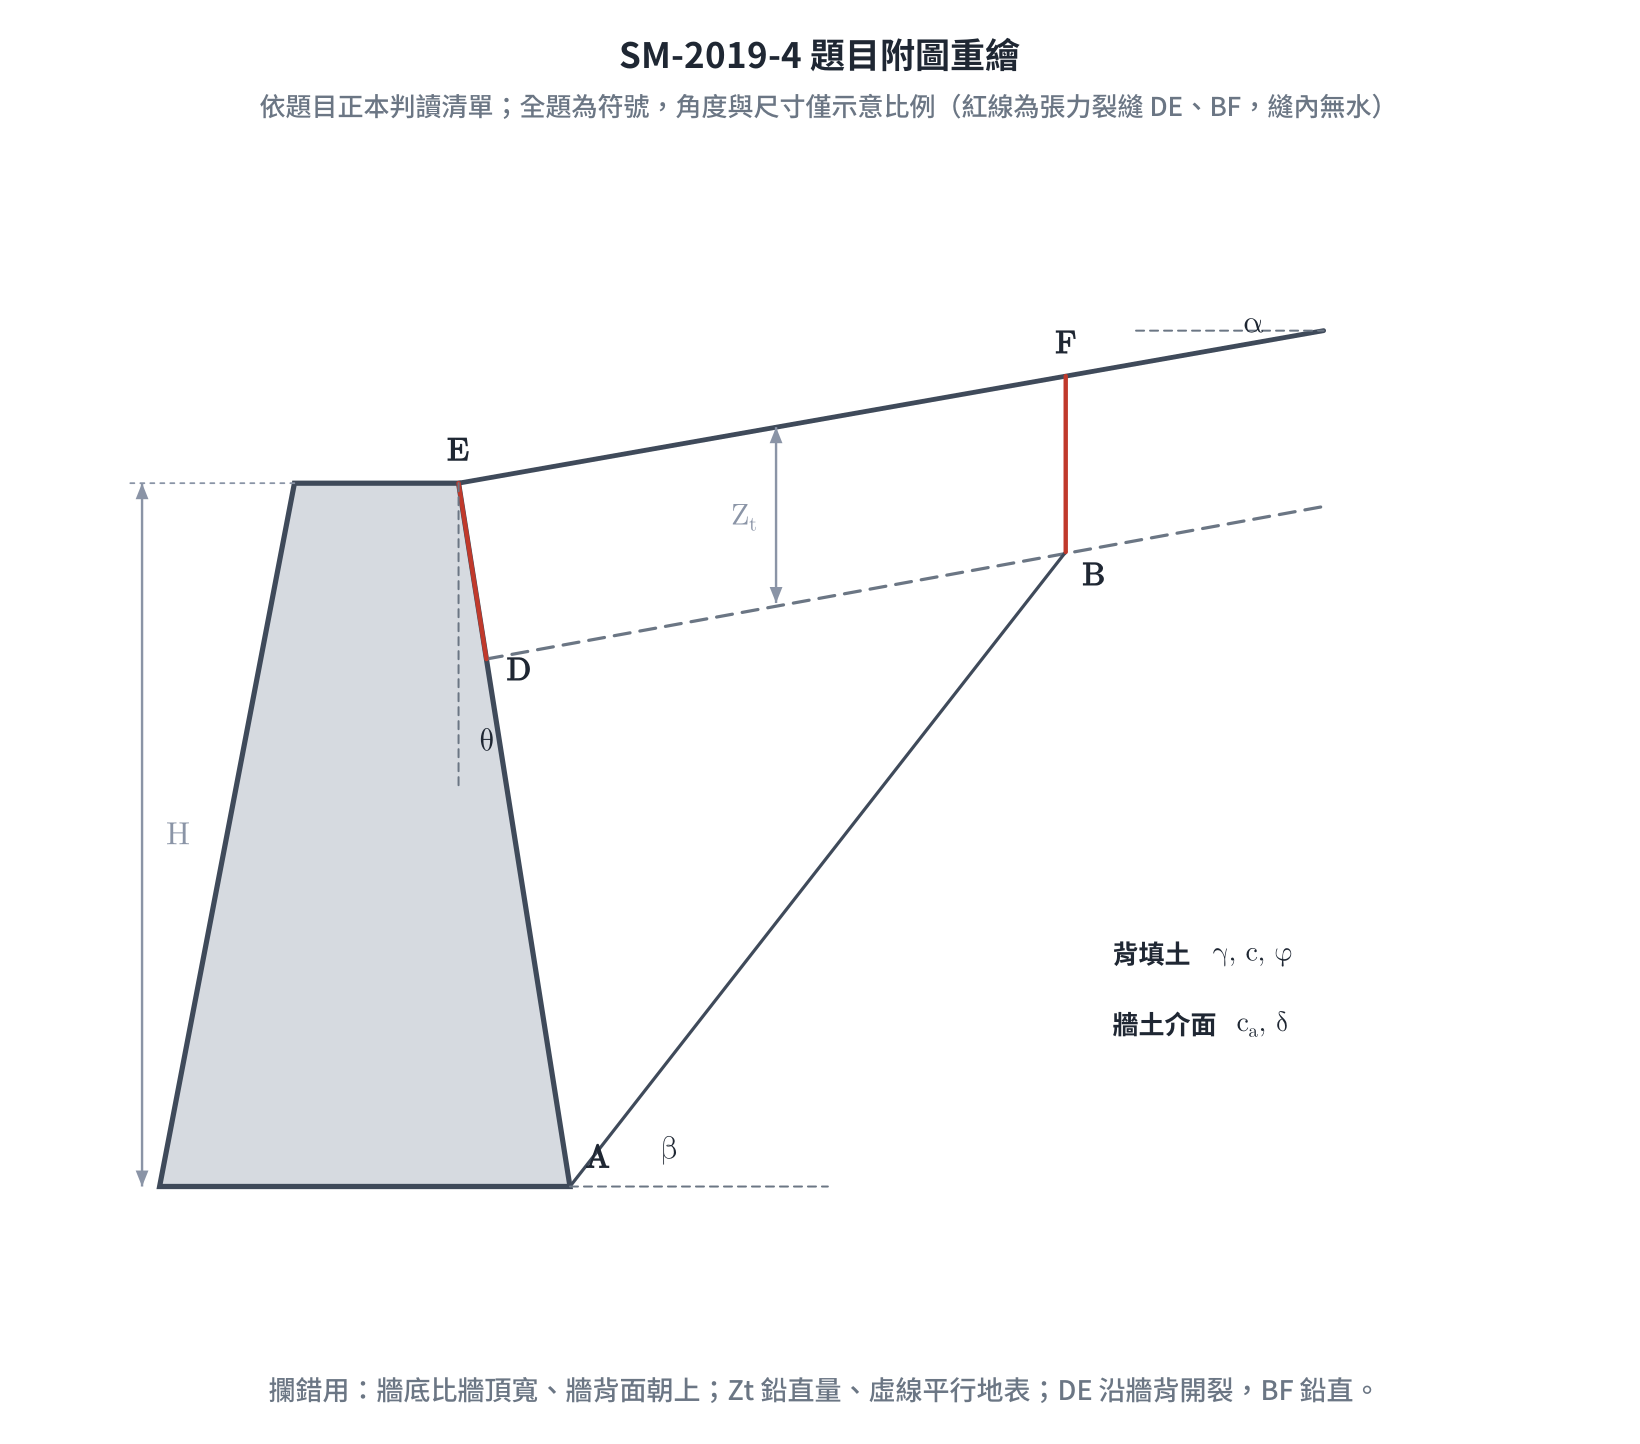 SM-2019-4 題目附圖重繪
依題目正本判讀清單；全題為符號，角度與尺寸僅示意比例（紅線為張力裂縫 DE、BF，縫內無水）
α
F
E
Zt
B
D
θ
H
背填土 γ, c, φ
牆土介面 ca, δ
A
β
攔錯用：牆底比牆頂寬、牆背面朝上；Zt 鉛直量、虛線平行地表；DE 沿牆背開裂，BF 鉛直。